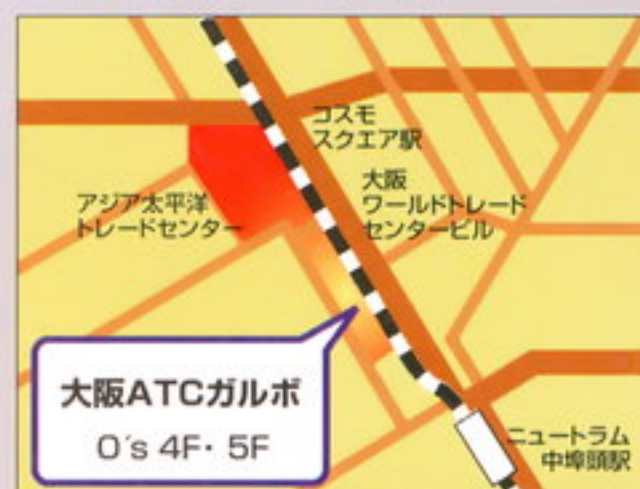 コスモ
スクエア駅
大阪
ワールドトレード
センタービル
アジア太平洋
トレードセンター
大阪ATCガルボ
O's 4F・5F
ニュートラム
中埠頭駅